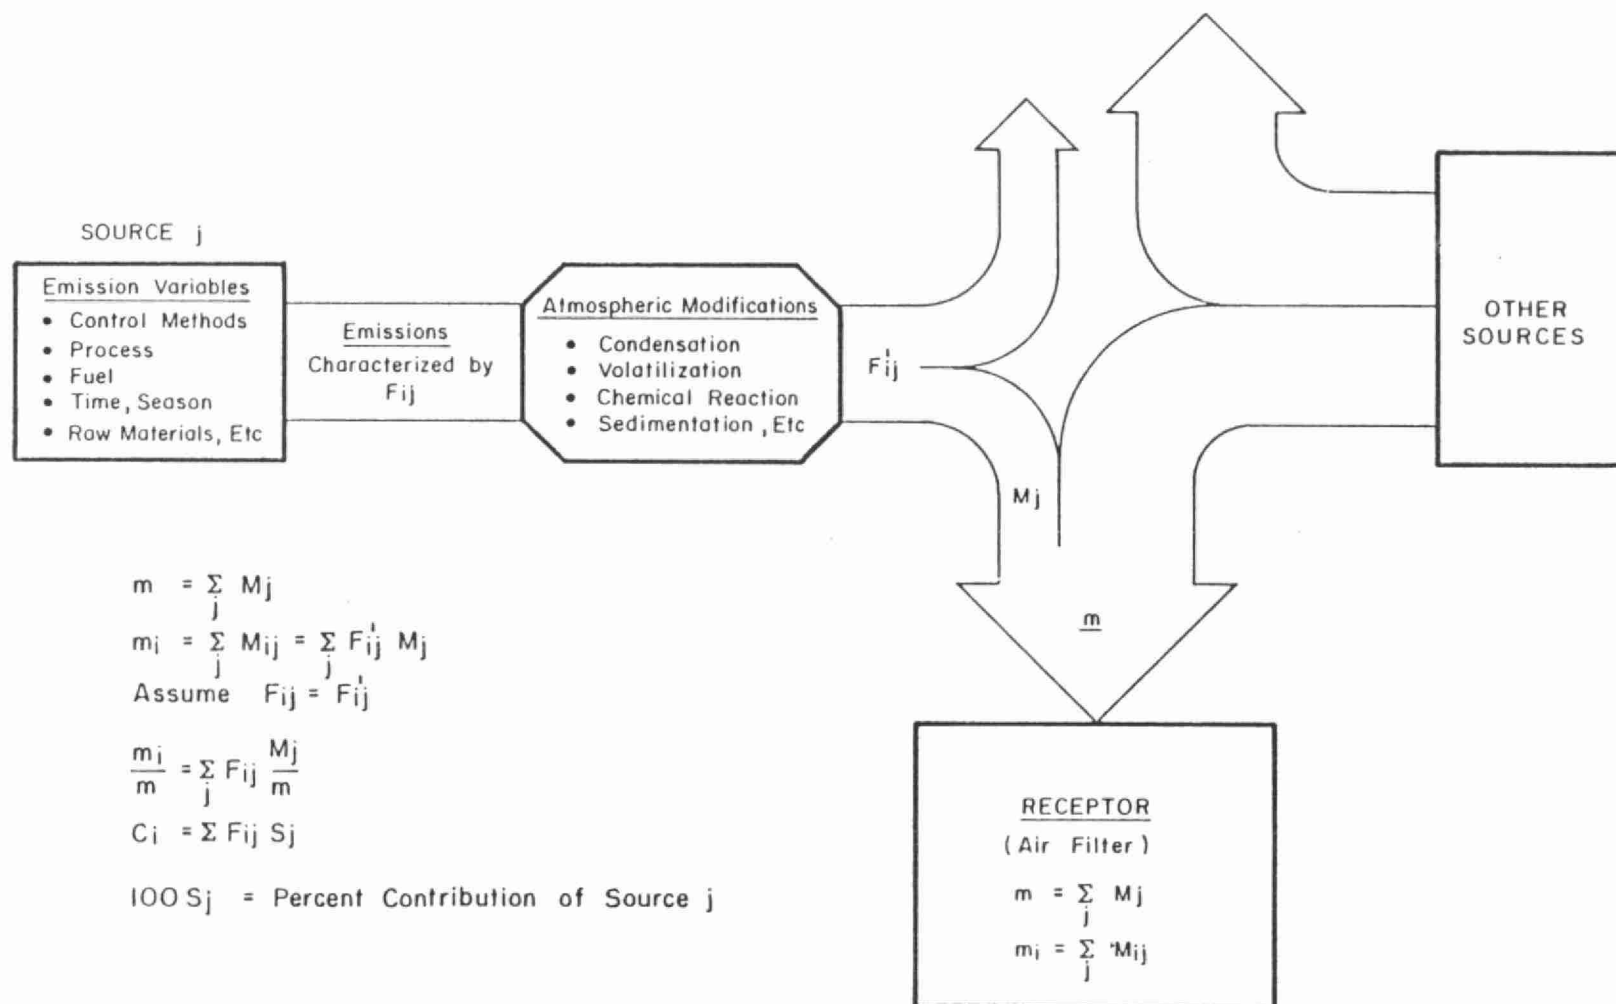 SOURCE j
Emission Variables
• Control Methods
• Process
• Fuel
• Time, Season
• Raw Materials, Etc
Emissions
Characterized by
Fij
Atmospheric Modifications
• Condensation
• Volatilization
• Chemical Reaction
• Sedimentation, Etc
F'ij
Mj
m
OTHER
SOURCES
m = Σ Mj
j
mi = Σ Mij = Σ F'ij Mj
j j
Assume Fij = F'ij
mi/m = Σ Fij Mj/m
j
Ci = Σ Fij Sj
100 Sj = Percent Contribution of Source j
RECEPTOR
(Air Filter)
m = Σ Mj
j
mi = Σ Mij
j